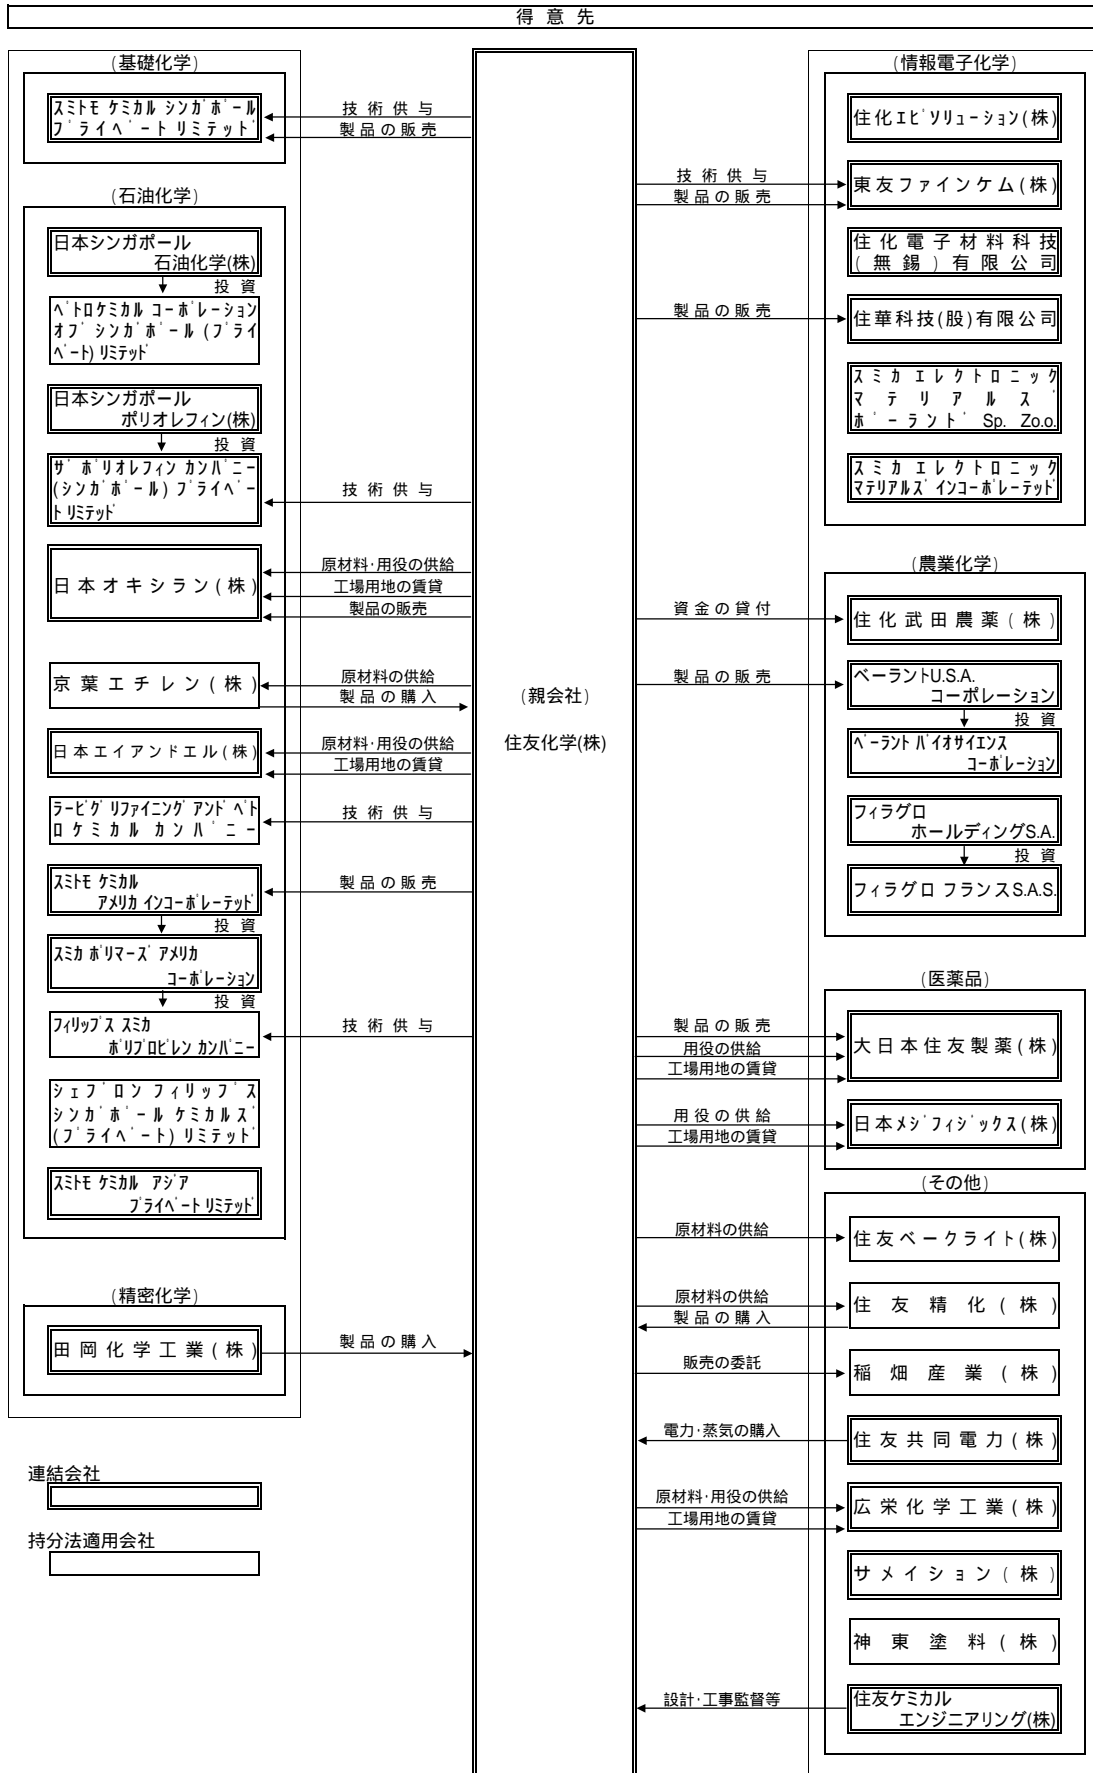 得意先
(基礎化学)
スミトモ ケミカル シンガポール
プライベート リミテッド
技術供与
製品の販売
(石油化学)
日本シンガポール
石油化学(株)
投資
ペトロケミカル コーポレーション
オブ シンガポール (プライ
ベート) リミテッド
日本シンガポール
ポリオレフィン(株)
投資
ザ ポリオレフィン カンパニー
(シンガポール) プライベー
ト リミテッド
技術供与
日本オキシラン(株)
原材料・用役の供給
工場用地の賃貸
製品の販売
京葉エチレン(株)
原材料の供給
製品の購入
日本エイアンドエル(株)
原材料・用役の供給
工場用地の賃貸
ラービグ リファイニング アンド ペト
ロケミカル カンパニー
技術供与
スミトモ ケミカル
アメリカ インコーポレーテッド
製品の販売
投資
スミカ ポリマーズ アメリカ
コーポレーション
投資
フィリップス スミカ
ポリプロピレン カンパニー
技術供与
シェブロン フィリップス
シンガポール ケミカルズ
(プライベート) リミテッド
スミトモ ケミカル アジア
プライベート リミテッド
(精密化学)
田岡化学工業(株)
製品の購入
連結会社
持分法適用会社
(親会社)
住友化学(株)
(情報電子化学)
住化エピソリューション(株)
技術供与
製品の販売
東友ファインケム(株)
住化電子材料科技
(無錫)有限公司
製品の販売
住華科技(股)有限公司
スミカ エレクトロニック
マテリアルズ
ポーランド Sp. Zo.o.
スミカ エレクトロニック
マテリアルズ インコーポレーテッド
(農業化学)
資金の貸付
住化武田農薬(株)
製品の販売
ベーラントU.S.A.
コーポレーション
投資
ベーラント バイオサイエンス
コーポレーション
フィラグロ
ホールディングS.A.
投資
フィラグロ フランスS.A.S.
(医薬品)
製品の販売
用役の供給
工場用地の賃貸
大日本住友製薬(株)
用役の供給
工場用地の賃貸
日本メジフィジックス(株)
(その他)
原材料の供給
住友ベークライト(株)
原材料の供給
製品の購入
住友精化(株)
販売の委託
稲畑産業(株)
電力・蒸気の購入
住友共同電力(株)
原材料・用役の供給
工場用地の賃貸
広栄化学工業(株)
サメイション(株)
神東塗料(株)
設計・工事監督等
住友ケミカル
エンジニアリング(株)